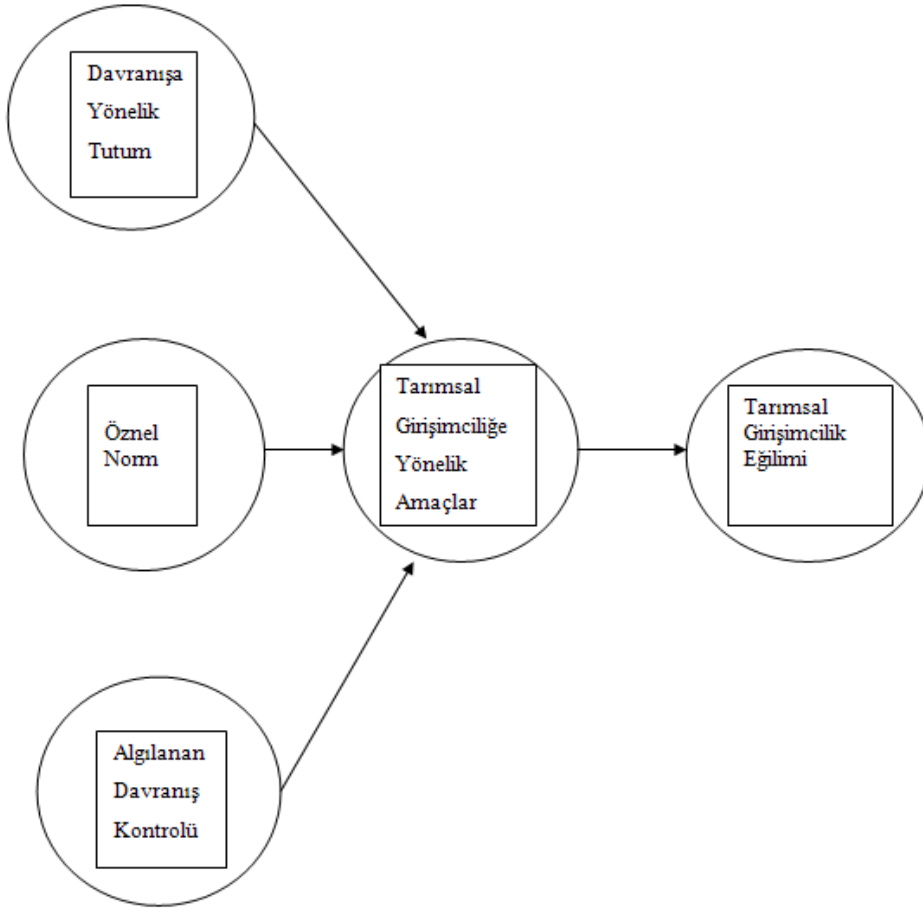 Davranışa
Yönelik
Tutum
Öznel
Norm
Tarımsal
Girişimciliğe
Yönelik
Amaçlar
Tarımsal
Girişimcilik
Eğilimi
Algılanan
Davranış
Kontrolü